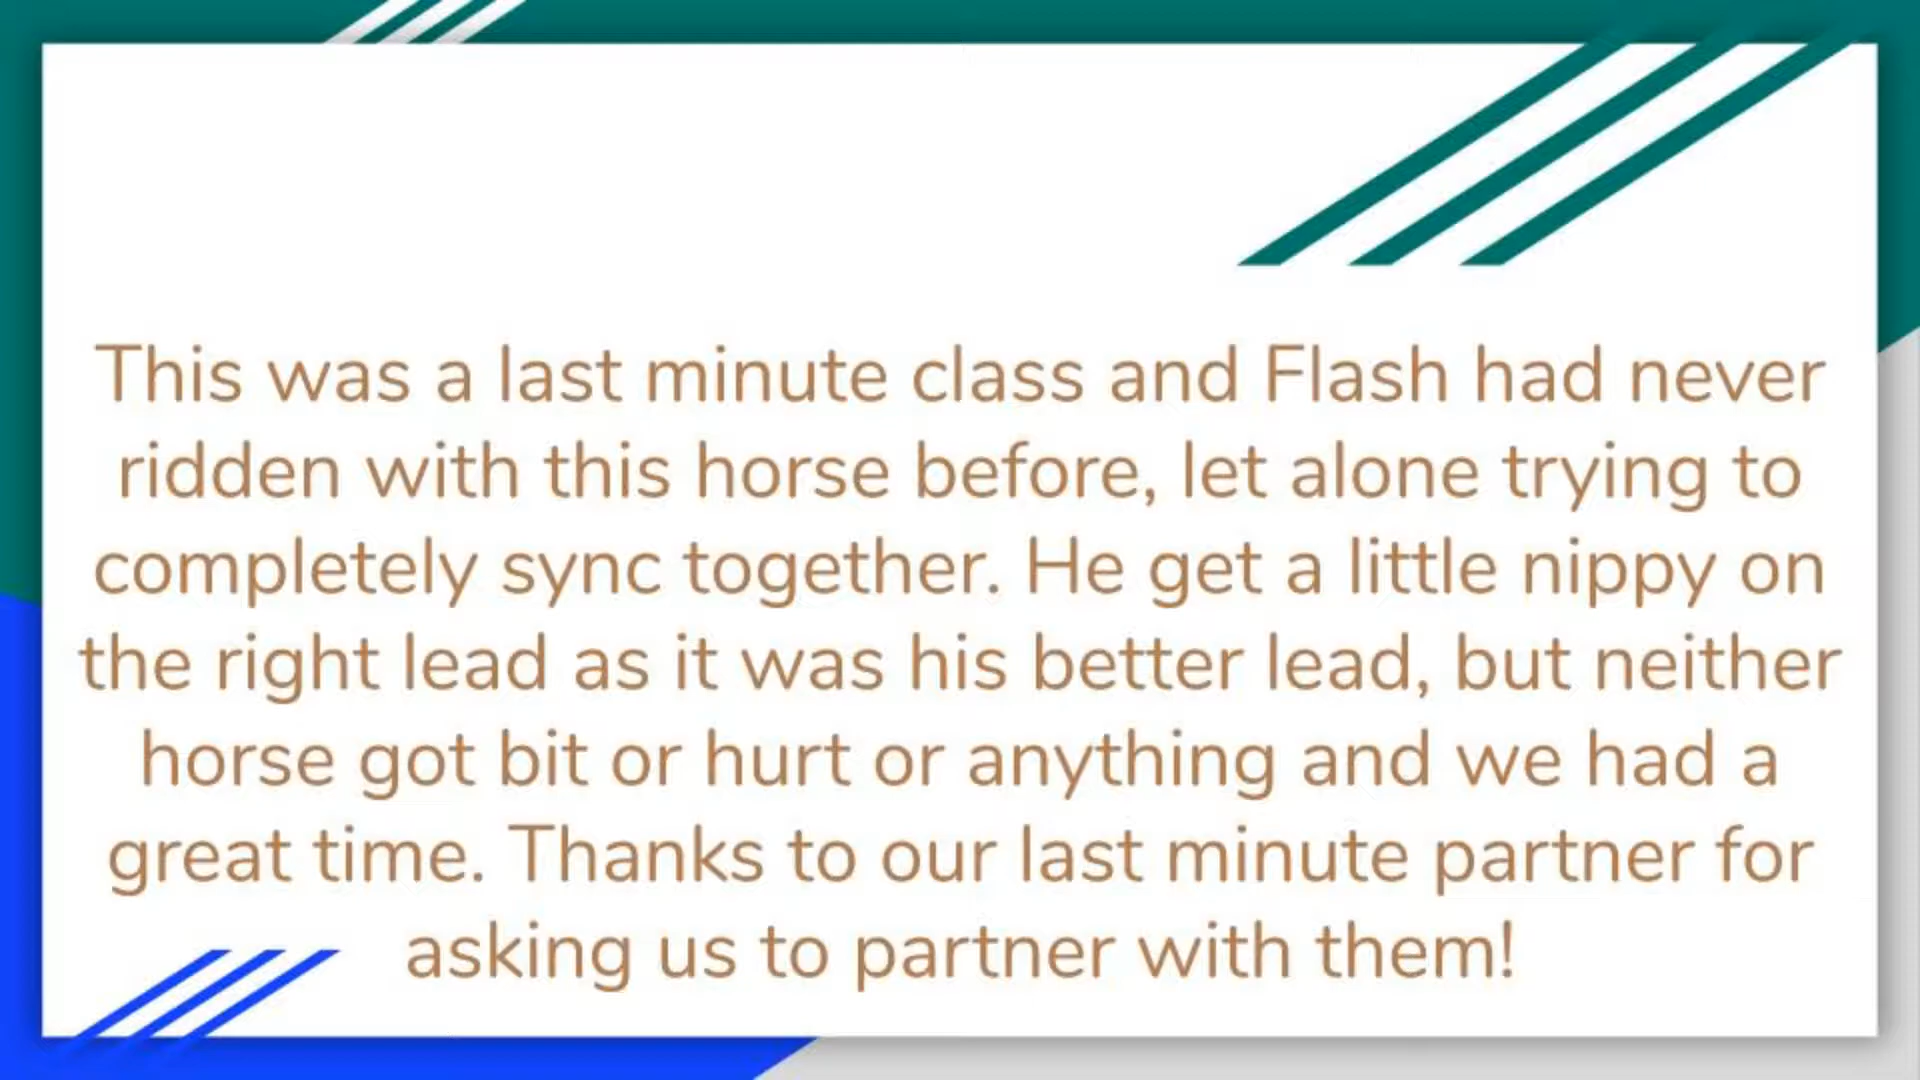 This was a last minute class and Flash had never
ridden with this horse before, let alone trying to
completely sync together. He get a little nippy on
the right lead as it was his better lead, but neither
horse got bit or hurt or anything and we had a
great time. Thanks to our last minute partner for
asking us to partner with them!